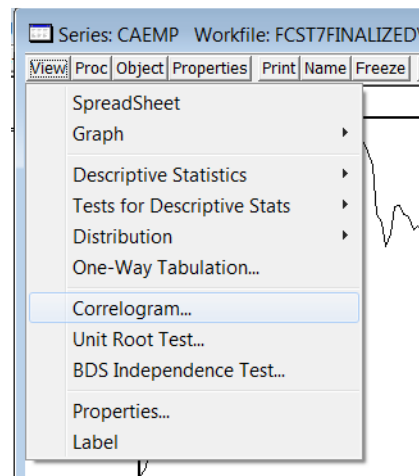 Series: CAEMP Workfile: FCST7FINALIZED
View Proc Object Properties Print Name Freeze
SpreadSheet
Graph
Descriptive Statistics
Tests for Descriptive Stats
Distribution
One-Way Tabulation...
Correlogram...
Unit Root Test...
BDS Independence Test...
Properties...
Label